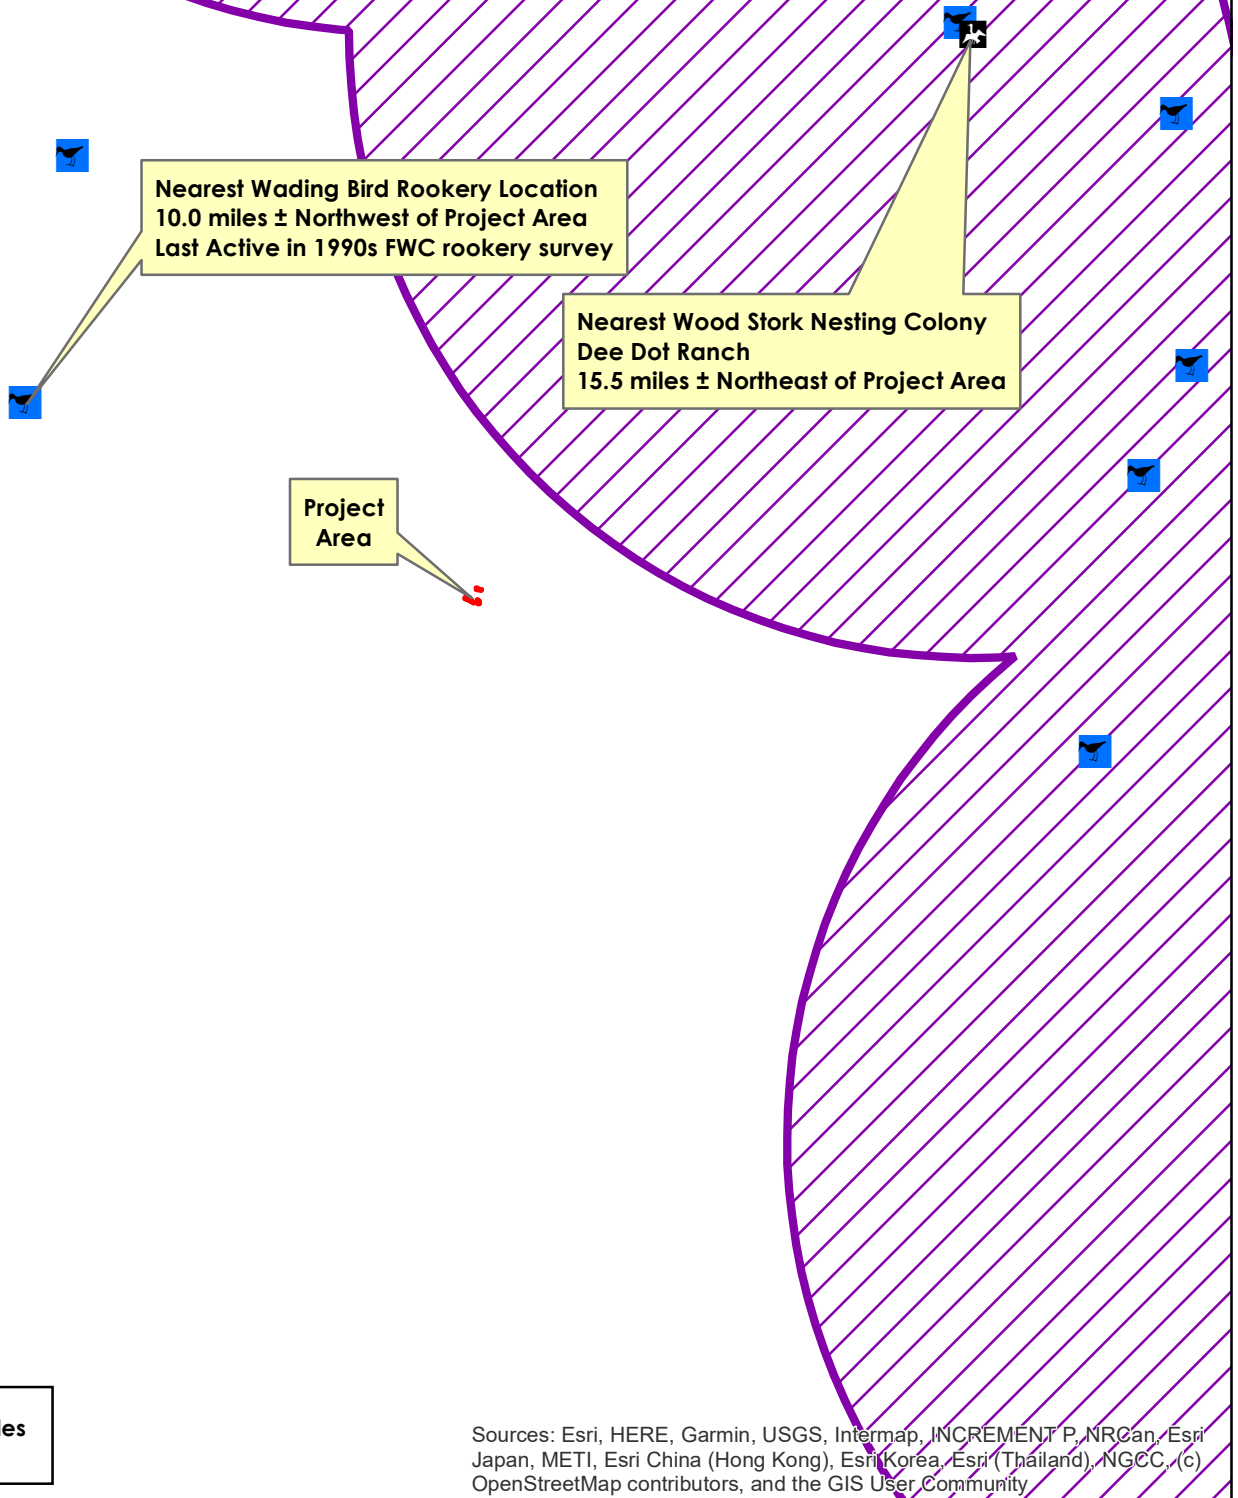 Nearest Wading Bird Rookery Location
10.0 miles ± Northwest of Project Area
Last Active in 1990s FWC rookery survey
Nearest Wood Stork Nesting Colony
Dee Dot Ranch
15.5 miles ± Northeast of Project Area
Project
Area
les
Sources: Esri, HERE, Garmin, USGS, Intermap, INCREMENT P, NRCan, Esri
Japan, METI, Esri China (Hong Kong), Esri Korea, Esri (Thailand), NGCC, (c)
OpenStreetMap contributors, and the GIS User Community